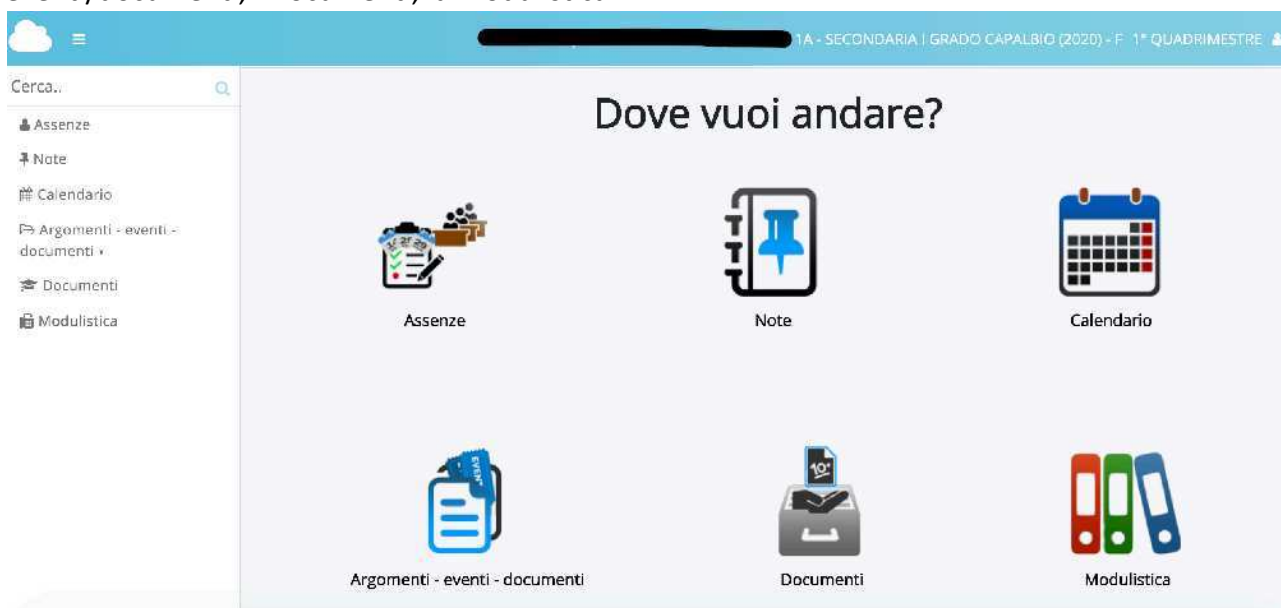 1A - SECONDARIA I GRADO CAPALBIO (2020) - F 1° QUADRIMESTRE
Cerca..
Assenze
Note
Calendario
Argomenti - eventi -
documenti
Documenti
Modulistica
Dove vuoi andare?
Assenze
Note
Calendario
Argomenti - eventi - documenti
Documenti
Modulistica